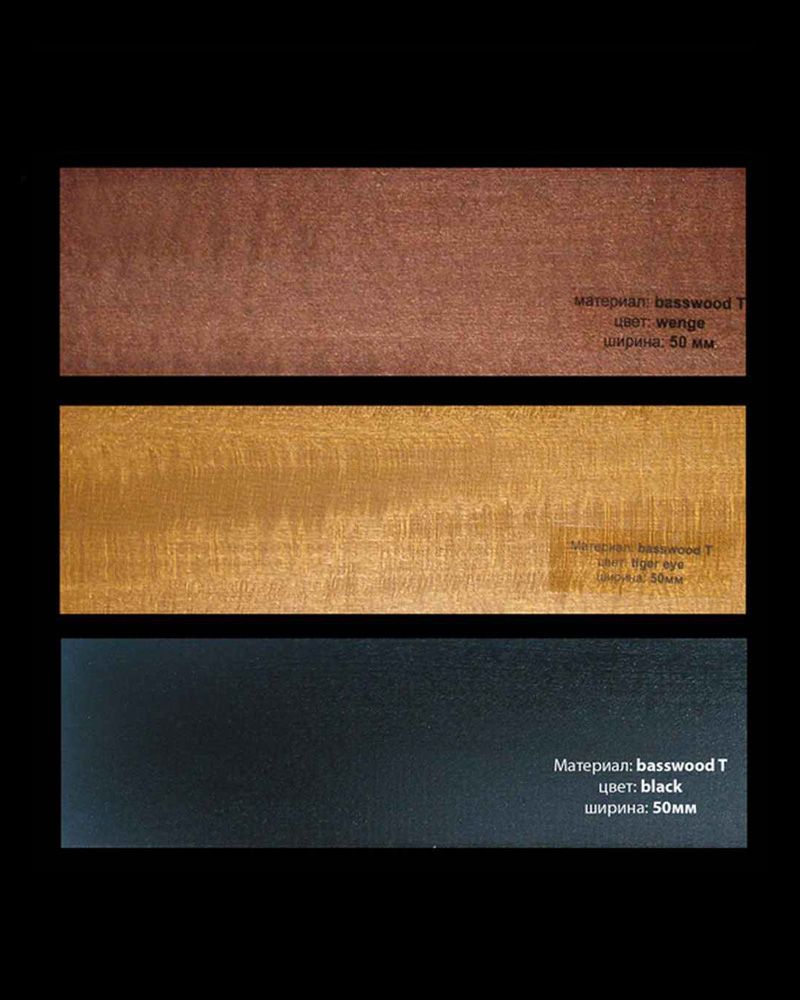 материал: basswood T
цвет: wenge
ширина: 50 мм
Материал: basswood T
цвет: tiger eye
ширина: 50мм
Материал: basswood T
цвет: black
ширина: 50мм